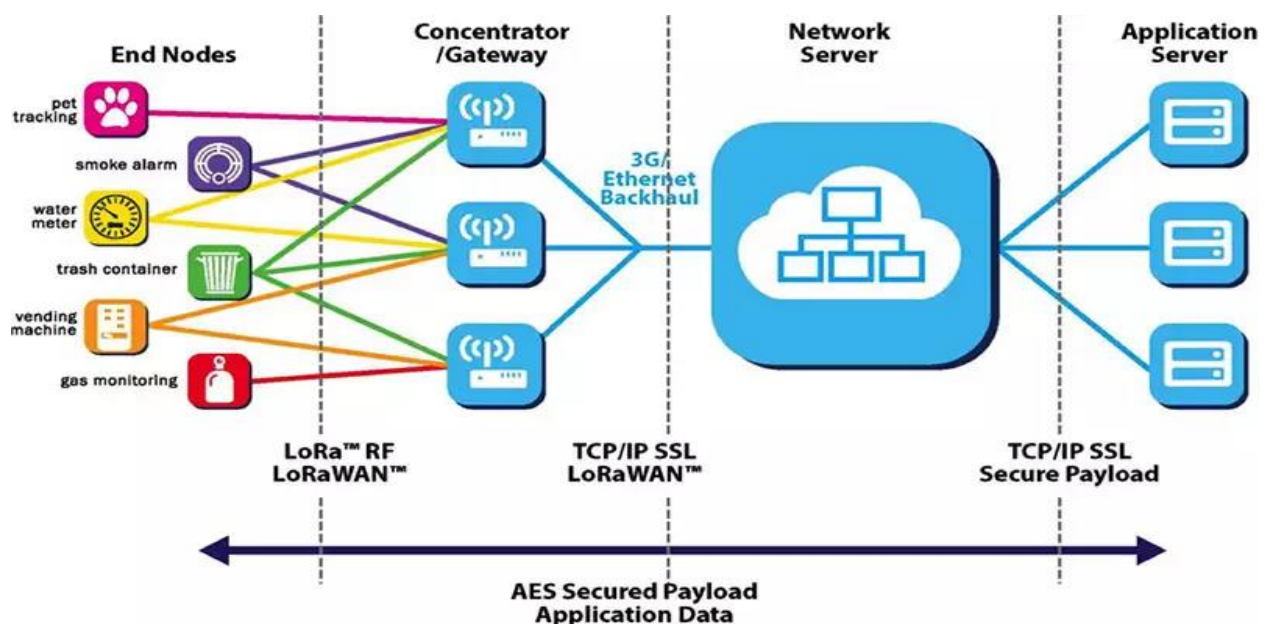 End Nodes
Concentrator
/Gateway
Network
Server
Application
Server
pet
tracking
smoke alarm
water
meter
trash container
vending
machine
gas monitoring
3G/
Ethernet
Backhaul
LoRa™ RF
LoRaWAN™
TCP/IP SSL
LoRaWAN™
TCP/IP SSL
Secure Payload
AES Secured Payload
Application Data